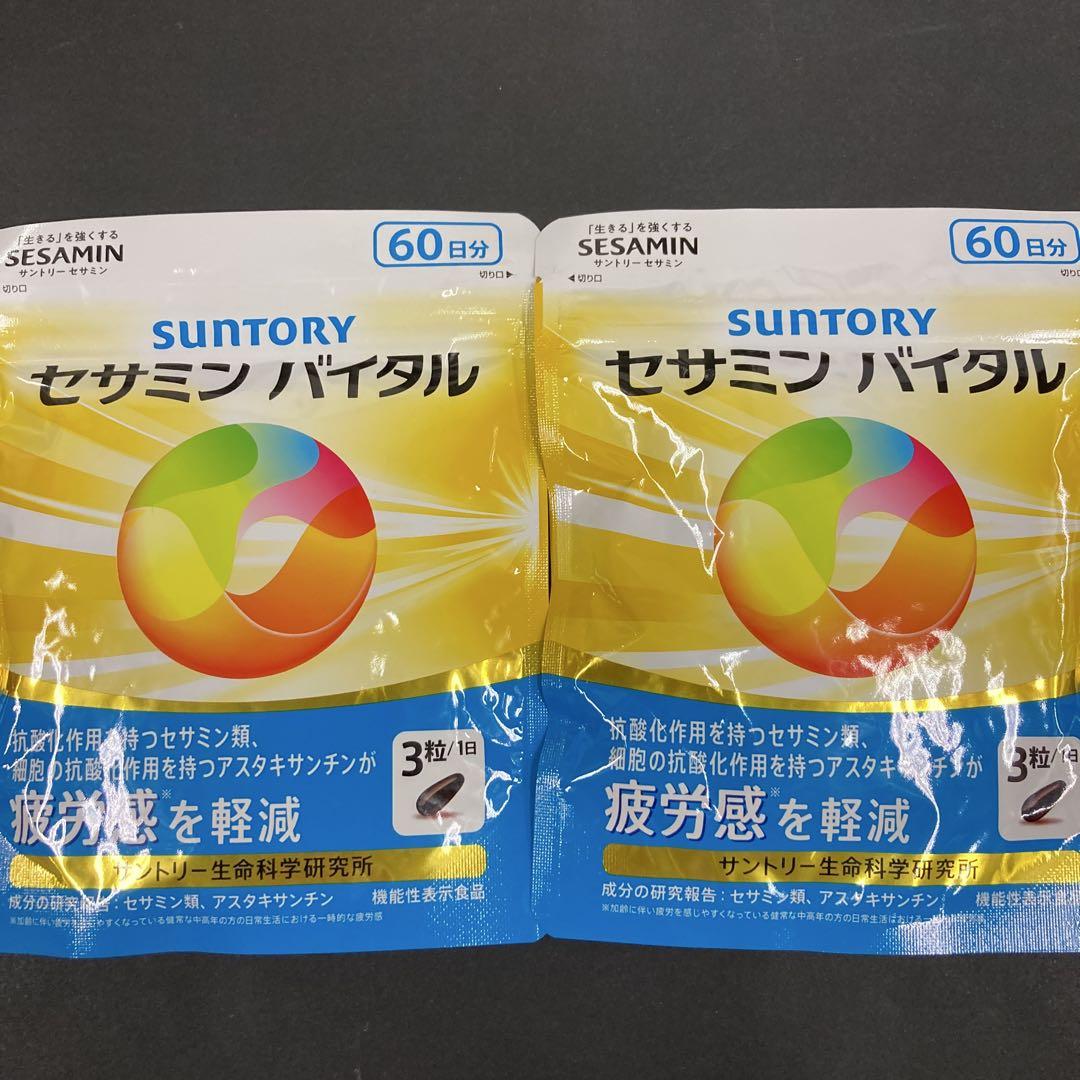 「生きる」を強くする
SESAMIN
サントリー セサミン
60日分
切り口
切り口▶
SUNTORY
セサミン バイタル
抗酸化作用を持つセサミン類、
細胞の抗酸化作用を持つアスタキサンチンが
疲労感※を軽減
3粒/1日
サントリー生命科学研究所
成分の研究報告：セサミン類、アスタキサンチン
機能性表示食品
※加齢に伴い疲労を感じやすくなっている健常な中高年の方の日常生活における一時的な疲労感
「生きる」を強くする
SESAMIN
サントリー セサミン
60日分
◀切り口
切り口
SUNTORY
セサミン バイタル
抗酸化作用を持つセサミン類、
細胞の抗酸化作用を持つアスタキサンチンが
疲労感※を軽減
3粒/1日
サントリー生命科学研究所
成分の研究報告：セサミン類、アスタキサンチン
機能性表示食品
※加齢に伴い疲労を感じやすくなっている健常な中高年の方の日常生活における